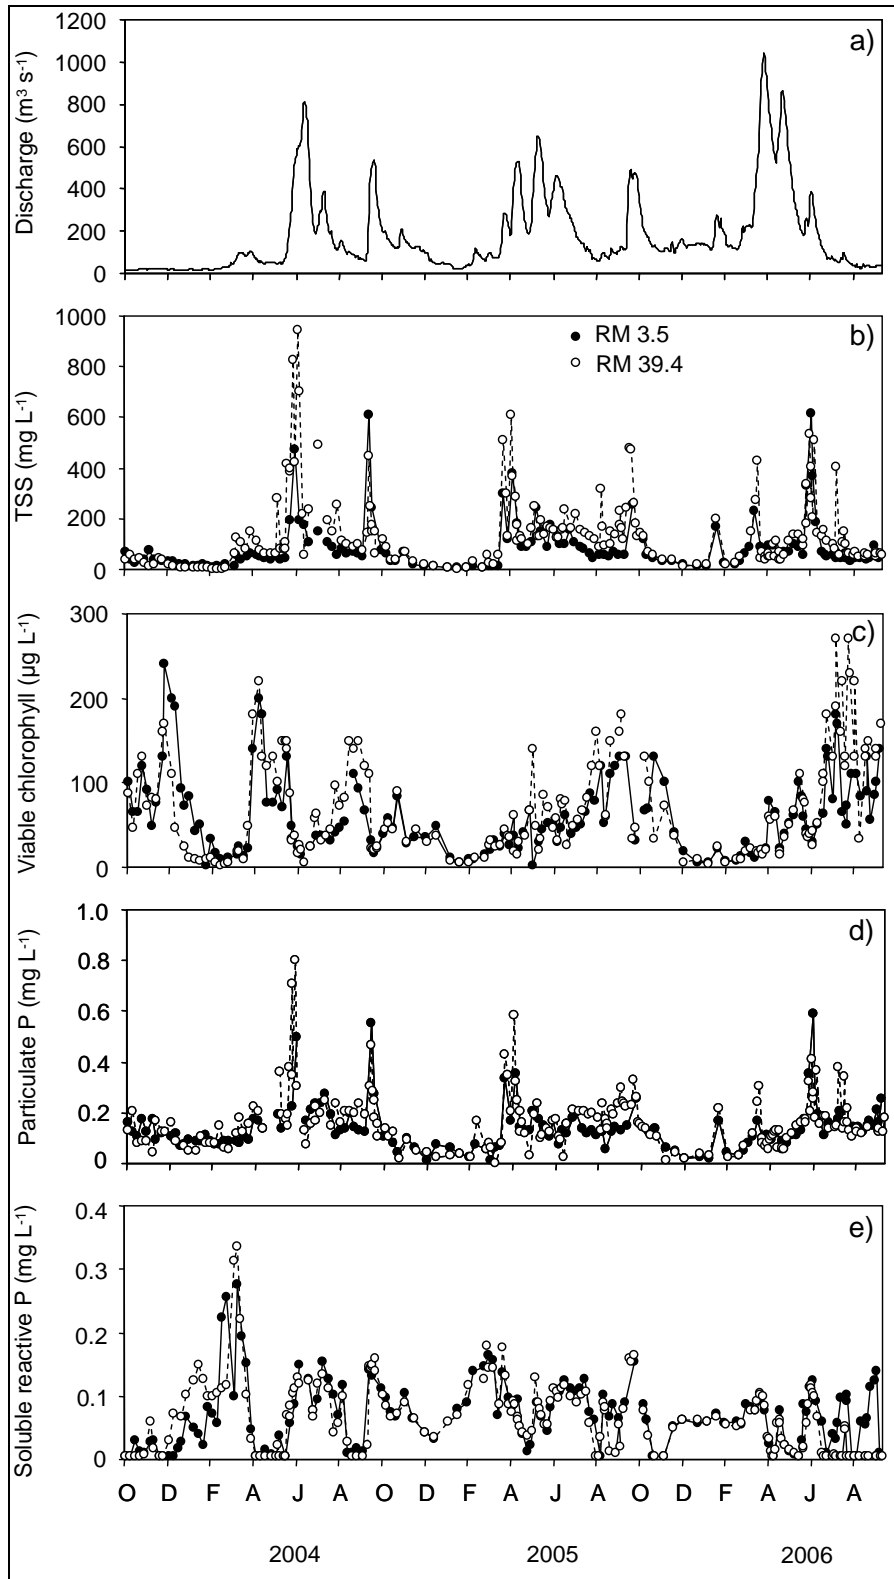 a)
Discharge (m³ s⁻¹)
1200
1000
800
600
400
200
0
b)
TSS (mg L⁻¹)
1000
800
600
400
200
0
RM 3.5
RM 39.4
c)
Viable chlorophyll (µg L⁻¹)
300
200
100
0
d)
Particulate P (mg L⁻¹)
1.0
0.8
0.6
0.4
0.2
0
e)
Soluble reactive P (mg L⁻¹)
0.4
0.3
0.2
0.1
0
O D F A J A O D F A J A O D F A J A
2004 2005 2006